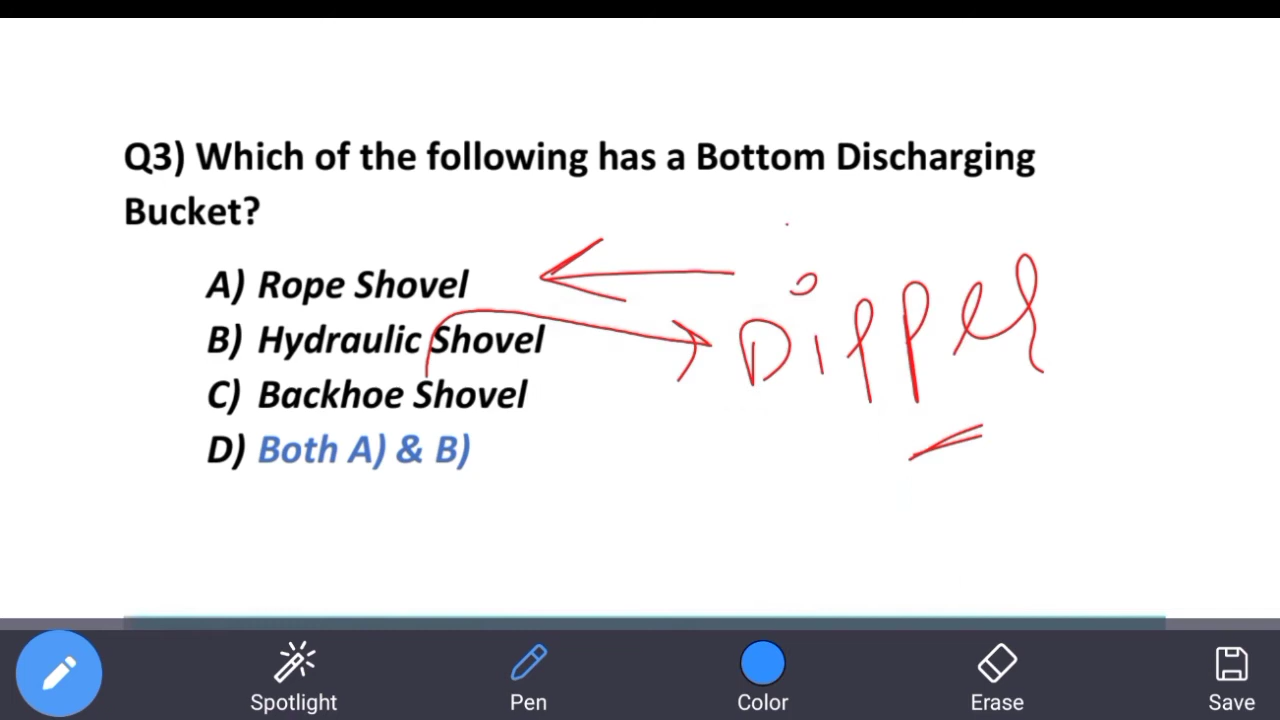 Q3) Which of the following has a Bottom Discharging
Bucket?
A) Rope Shovel
B) Hydraulic Shovel
C) Backhoe Shovel
D) Both A) & B)
Dipper
Spotlight
Pen
Color
Erase
Save